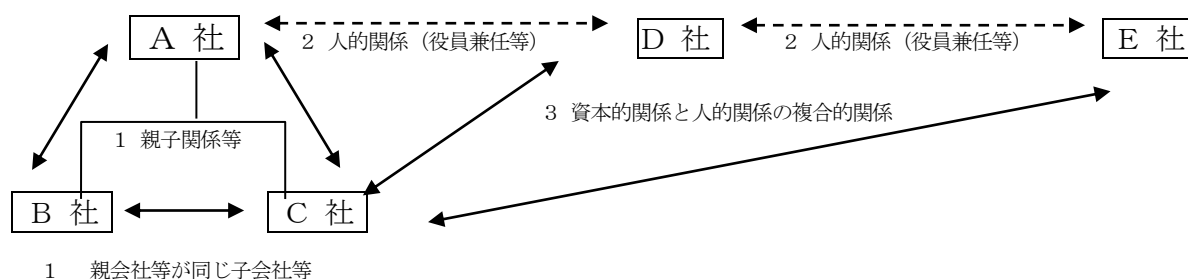 A 社
2 人的関係（役員兼任等）
D 社
2 人的関係（役員兼任等）
E 社
3 資本的関係と人的関係の複合的関係
1 親子関係等
B 社
C 社
1 親会社等が同じ子会社等